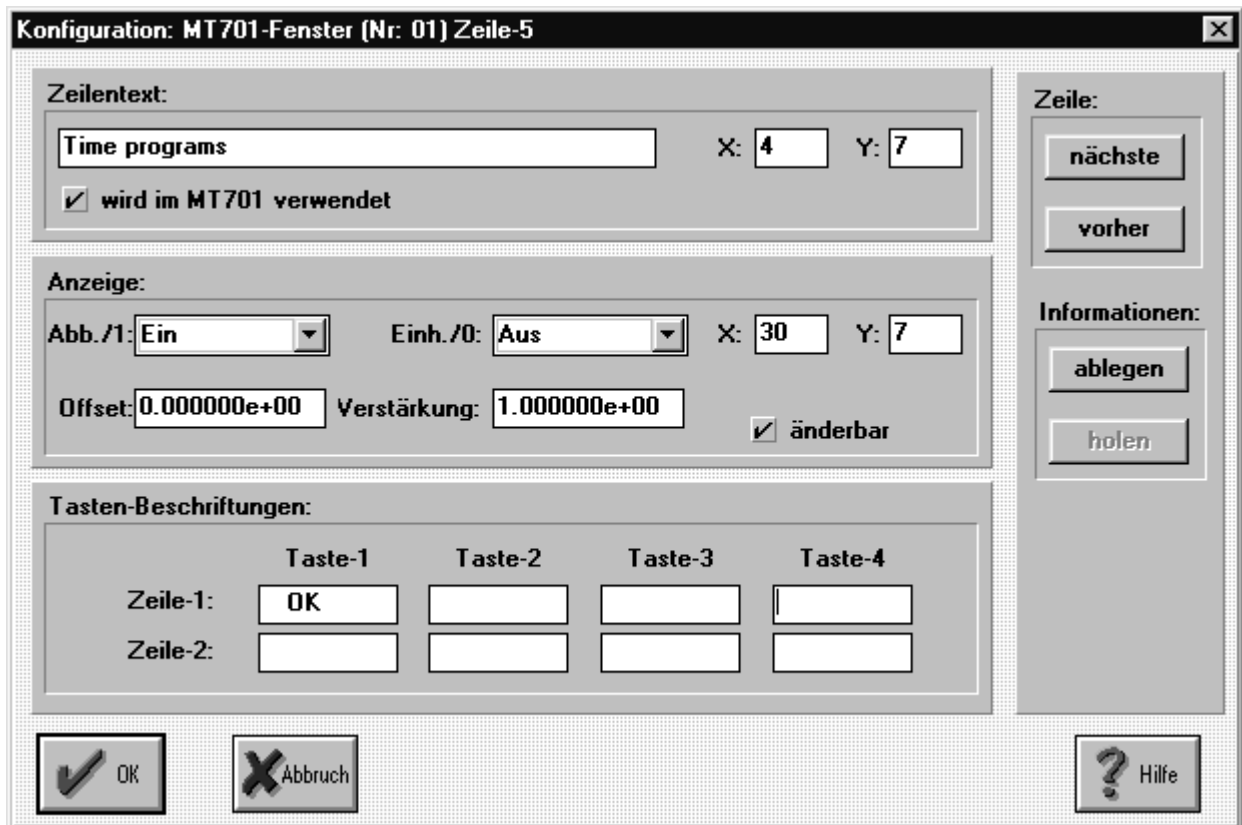 Konfiguration: MT701-Fenster (Nr: 01) Zeile-5
Zeilentext:
Time programs X: 4 Y: 7
wird im MT701 verwendet
Anzeige:
Abb./1: Ein Einh./0: Aus X: 30 Y: 7
Offset: 0.000000e+00 Verstärkung: 1.000000e+00 änderbar
Tasten-Beschriftungen:
Taste-1 Taste-2 Taste-3 Taste-4
Zeile-1: OK
Zeile-2:
Zeile:
nächste
vorher
Informationen:
ablegen
holen
OK Abbruch Hilfe